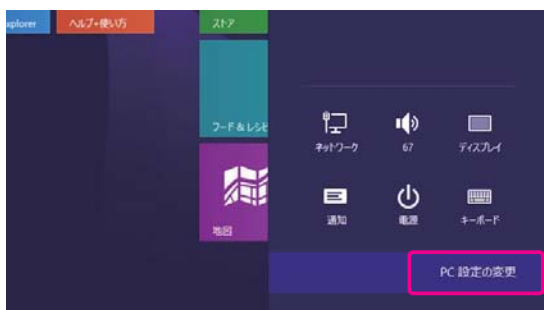 xplorer
ヘルプ+使い方
ストア
フード & レシピ
地図
ネットワーク
67
ディスプレイ
通知
電源
キーボード
PC 設定の変更